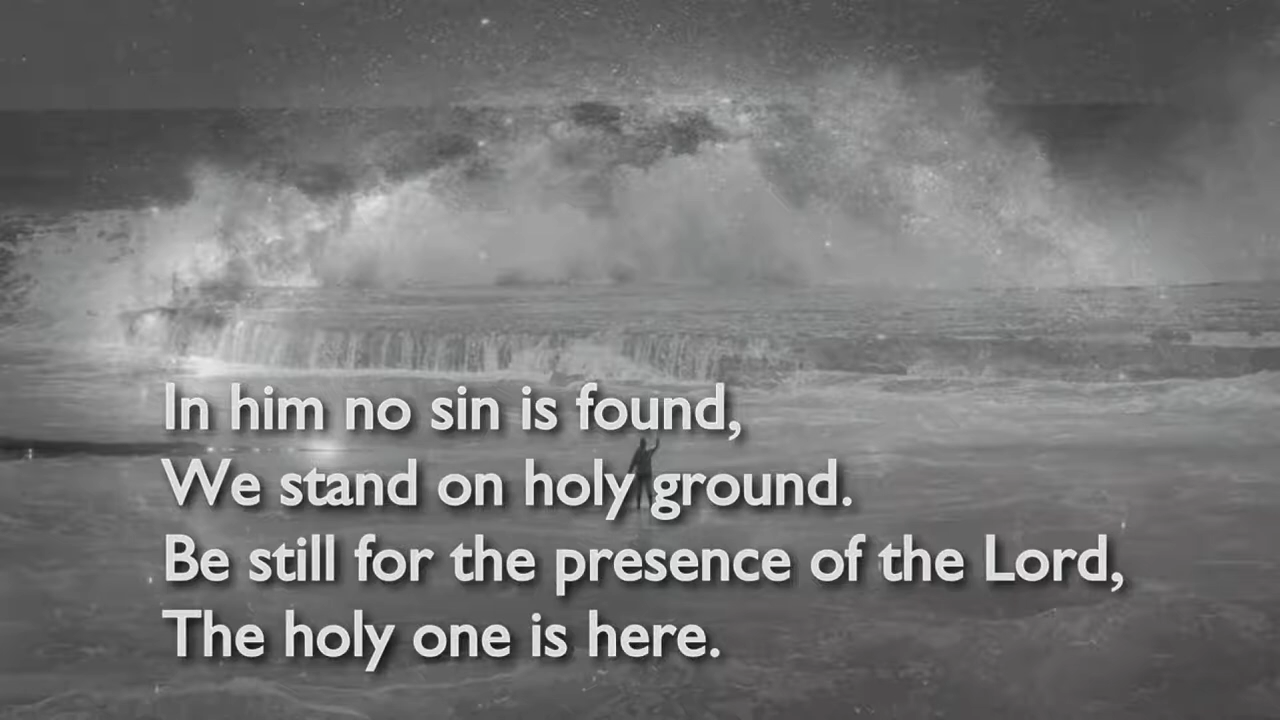 In him no sin is found,
We stand on holy ground.
Be still for the presence of the Lord,
The holy one is here.